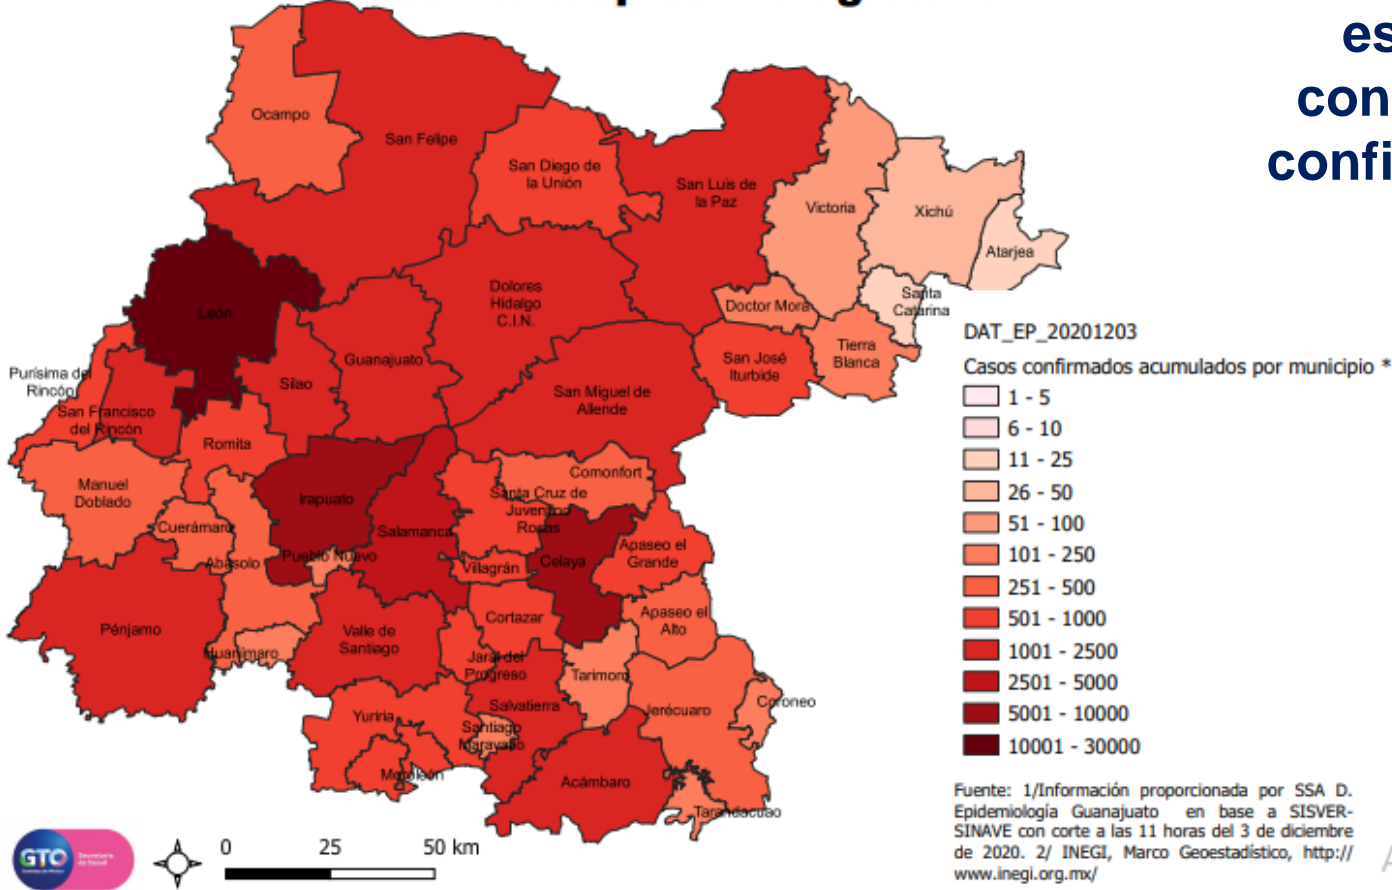 es
con
confi
Ocampo
San Felipe
San Diego de
la Unión
San Luis de
la Paz
Victoria
Xichú
Atarjea
León
Dolores
Hidalgo
C.I.N.
Doctor Mora
Santa
Catarina
Purísima del
Rincón
San Francisco
del Rincón
Silao
Guanajuato
San Miguel de
Allende
San José
Iturbide
Tierra
Blanca
Romita
Manuel
Doblado
Irapuato
Comonfort
Santa Cruz de
Juventino
Rosas
Cuerámaro
Salamanca
Abasolo
Pueblo Nuevo
Villagrán
Celaya
Apaseo el
Grande
Pénjamo
Valle de
Santiago
Cortazar
Apaseo el
Alto
Huanímaro
Jaral del
Progreso
Tarimoro
Jerécuaro
Coroneo
Yuriria
Salvatierra
Santiago
Maravatío
Moroleón
Acámbaro
Tarandacuao
DAT_EP_20201203
Casos confirmados acumulados por municipio *
1 - 5
6 - 10
11 - 25
26 - 50
51 - 100
101 - 250
251 - 500
501 - 1000
1001 - 2500
2501 - 5000
5001 - 10000
10001 - 30000
Fuente: 1/Información proporcionada por SSA D.
Epidemiología Guanajuato en base a SISVER-
SINAVE con corte a las 11 horas del 3 de diciembre
de 2020. 2/ INEGI, Marco Geoestadístico, http://
www.inegi.org.mx/
GTO
Secretaría
de Salud
0 25 50 km